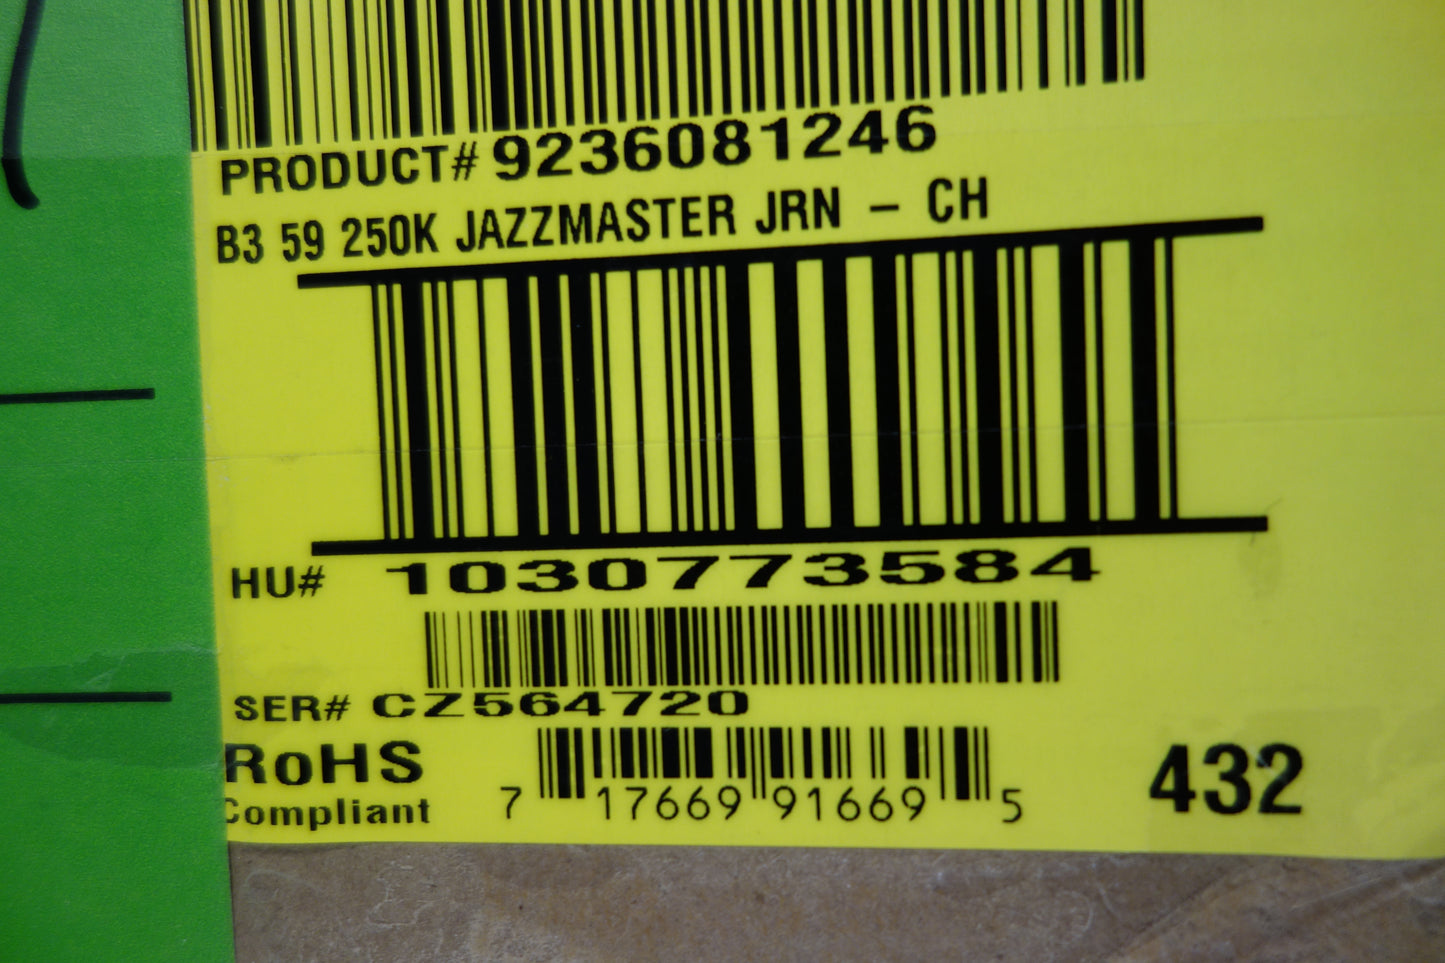 PRODUCT# 9236081246
B3 59 250K JAZZMASTER JRN - CH
HU# 1030773584
SER# CZ564720
RoHS
Compliant
7 17669 91669 5
432